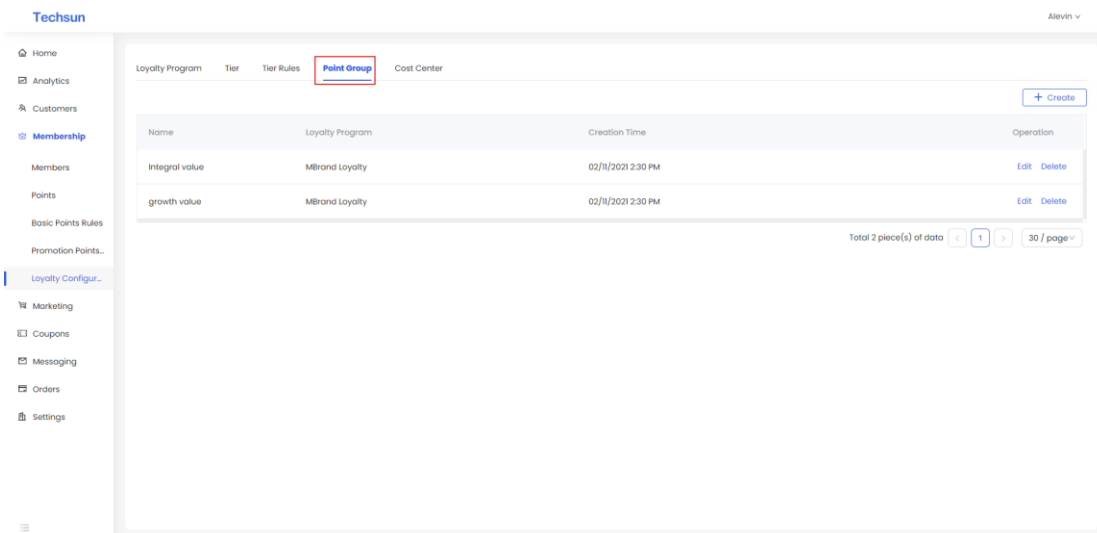 Techsun
Alevin
Home
Analytics
Customers
Membership
Members
Points
Basic Points Rules
Promotion Points...
Loyalty Configur...
Marketing
Coupons
Messaging
Orders
Settings
Loyalty Program Tier Tier Rules Point Group Cost Center
+ Create
Name Loyalty Program Creation Time Operation
Integral value MBrand Loyalty 02/11/2021 2:30 PM Edit Delete
growth value MBrand Loyalty 02/11/2021 2:30 PM Edit Delete
Total 2 piece(s) of data < 1 > 30 / page